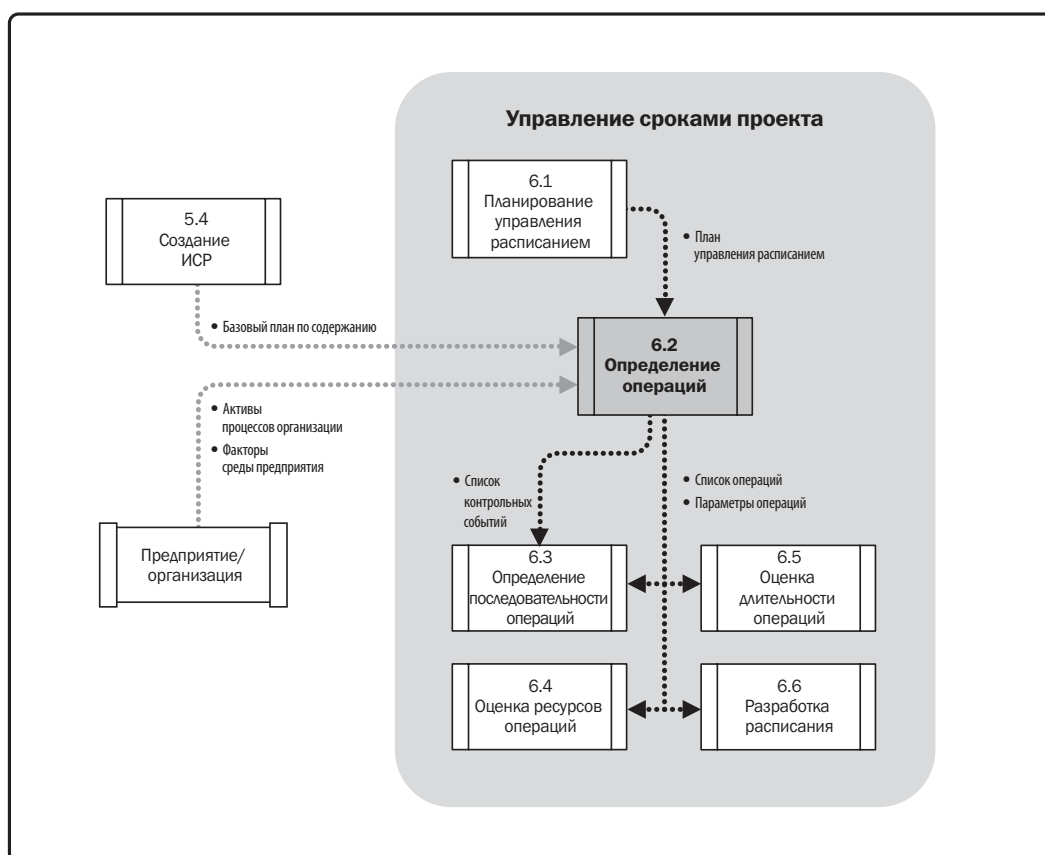 Управление сроками проекта
6.1
Планирование
управления
расписанием
5.4
Создание
ИСР
• План
управления расписанием
• Базовый план по содержанию
6.2
Определение
операций
• Активы
процессов организации
• Факторы
среды предприятия
• Список
контрольных
событий
• Список операций
• Параметры операций
Предприятие/
организация
6.3
Определение
последовательности
операций
6.5
Оценка
длительности
операций
6.4
Оценка ресурсов
операций
6.6
Разработка
расписания